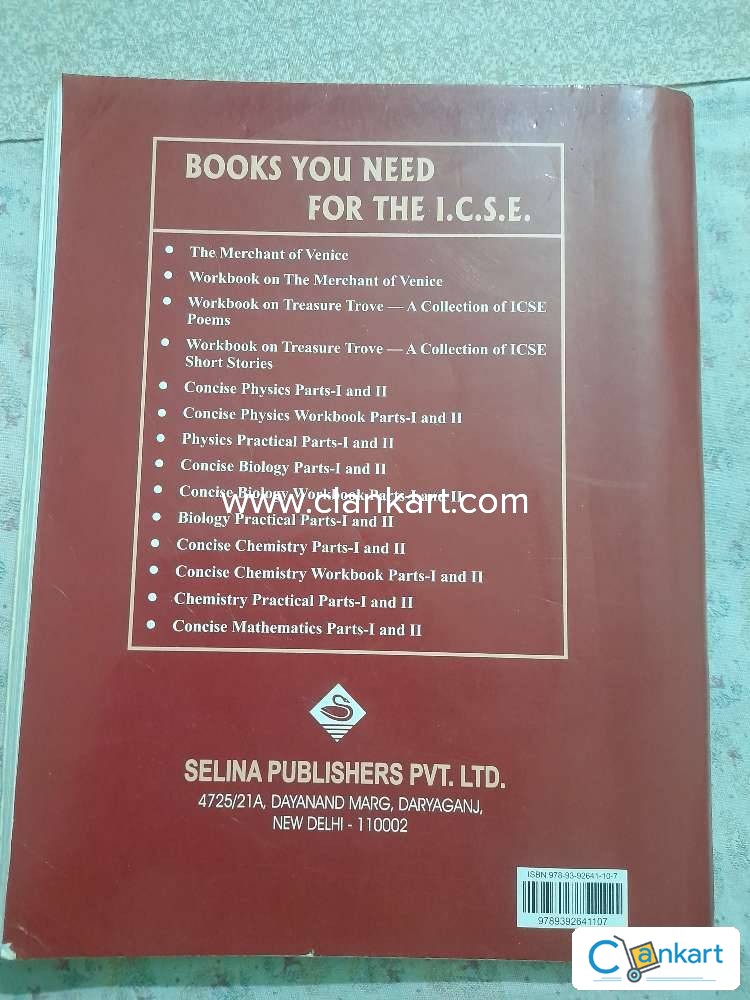 BOOKS YOU NEED
FOR THE I.C.S.E.
• The Merchant of Venice
• Workbook on The Merchant of Venice
• Workbook on Treasure Trove — A Collection of ICSE
Poems
• Workbook on Treasure Trove — A Collection of ICSE
Short Stories
• Concise Physics Parts-I and II
• Concise Physics Workbook Parts-I and II
• Physics Practical Parts-I and II
• Concise Biology Parts-I and II
• Concise Biology Workbook Parts-I and II
www.clankart.com
• Biology Practical Parts-I and II
• Concise Chemistry Parts-I and II
• Concise Chemistry Workbook Parts-I and II
• Chemistry Practical Parts-I and II
• Concise Mathematics Parts-I and II
SELINA PUBLISHERS PVT. LTD.
4725/21A, DAYANAND MARG, DARYAGANJ,
NEW DELHI - 110002
ISBN 978-93-92641-10-7
9789392641107
Clankart